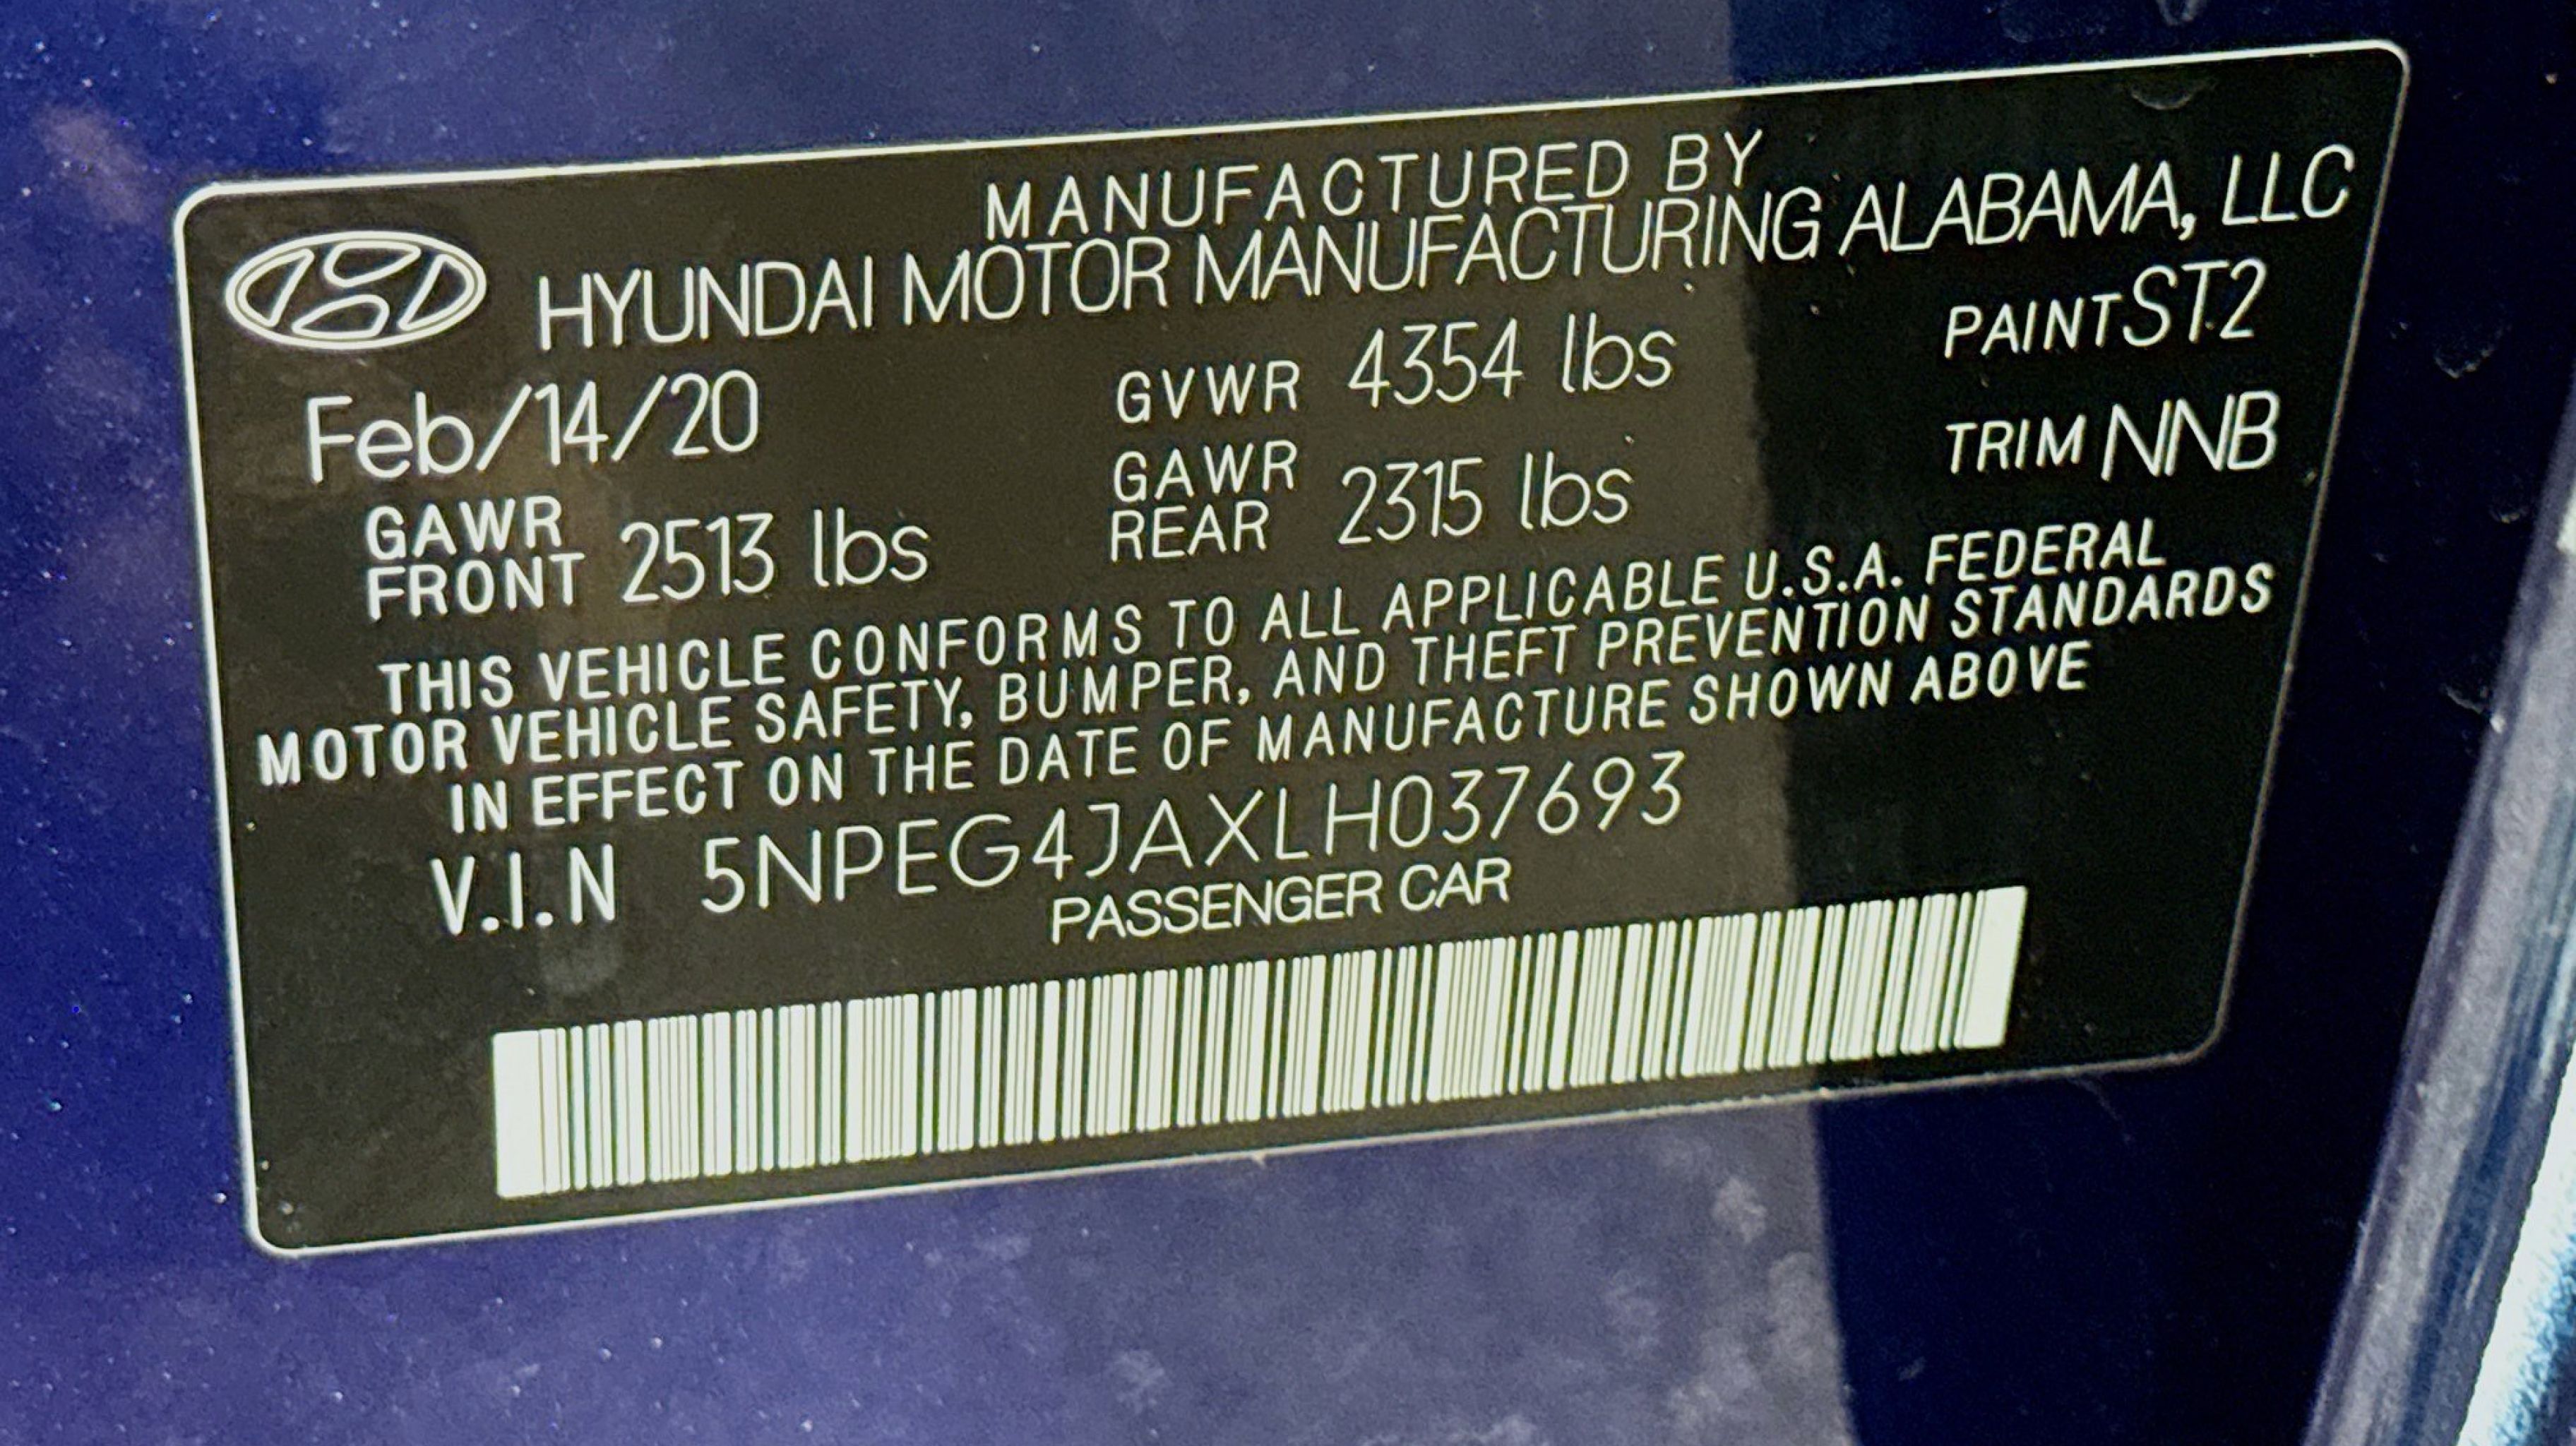 MANUFACTURED BY
HYUNDAI MOTOR MANUFACTURING ALABAMA, LLC
Feb/14/20 GVWR 4354 lbs PAINT ST2
GAWR FRONT 2513 lbs GAWR REAR 2315 lbs TRIM NNB
THIS VEHICLE CONFORMS TO ALL APPLICABLE U.S.A. FEDERAL
MOTOR VEHICLE SAFETY, BUMPER, AND THEFT PREVENTION STANDARDS
IN EFFECT ON THE DATE OF MANUFACTURE SHOWN ABOVE
V.I.N 5NPEG4JAXLH037693
PASSENGER CAR